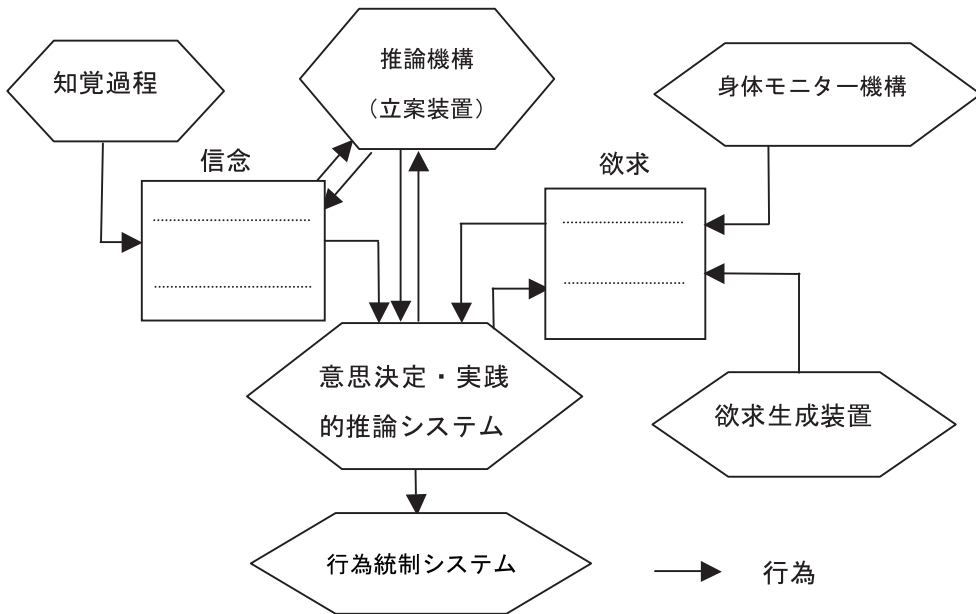 知覚過程
推論機構
（立案装置）
身体モニター機構
信念
欲求
意思決定・実践
的推論システム
欲求生成装置
行為統制システム
行為